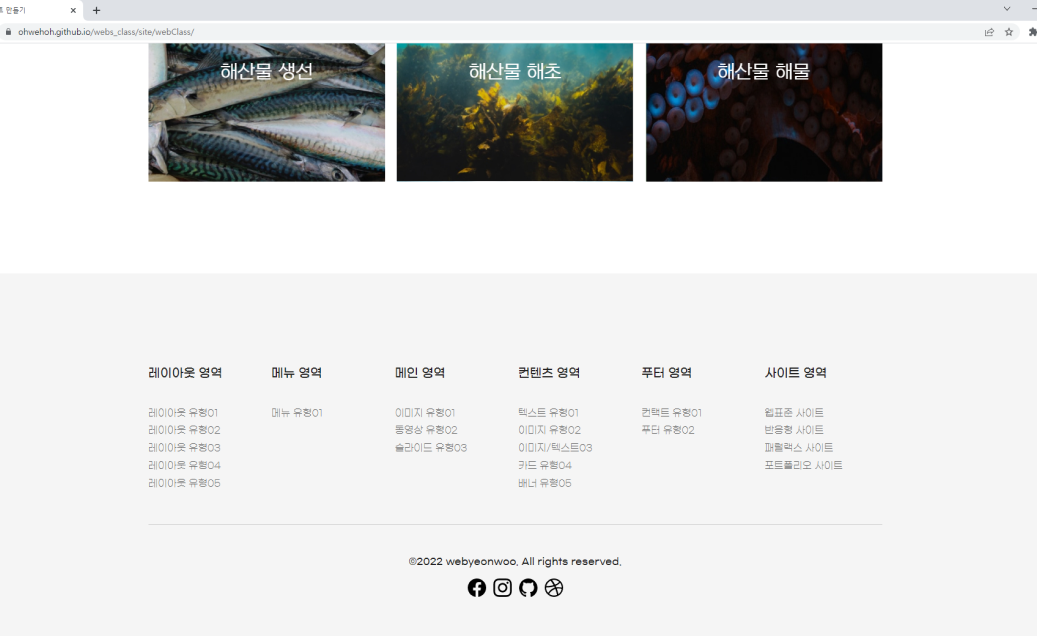 트 만들기
ohwehoh.github.io/webs_class/site/webClass/
해산물 생선
해산물 해초
해산물 해물
레이아웃 영역
레이아웃 유형01
레이아웃 유형02
레이아웃 유형03
레이아웃 유형04
레이아웃 유형05
메뉴 영역
메뉴 유형01
메인 영역
이미지 유형01
동영상 유형02
슬라이드 유형03
컨텐츠 영역
텍스트 유형01
이미지 유형02
이미지/텍스트03
카드 유형04
배너 유형05
푸터 영역
컨택트 유형01
푸터 유형02
사이트 영역
웹표준 사이트
반응형 사이트
패럴랙스 사이트
포트폴리오 사이트
©2022 webyeonwoo. All rights reserved.